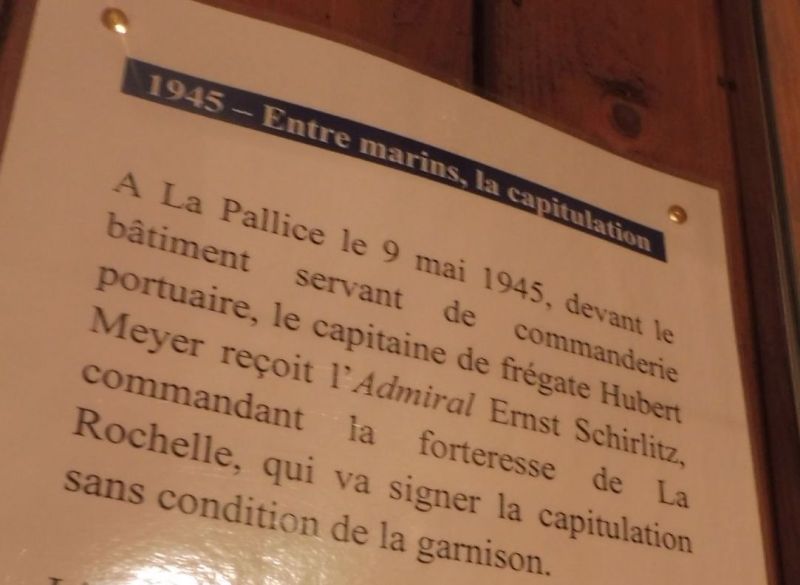 1945 – Entre marins, la capitulation
A La Pallice le 9 mai 1945, devant le
bâtiment servant de commanderie
portuaire, le capitaine de frégate Hubert
Meyer reçoit l'Admiral Ernst Schirlitz,
commandant la forteresse de La
Rochelle, qui va signer la capitulation
sans condition de la garnison.